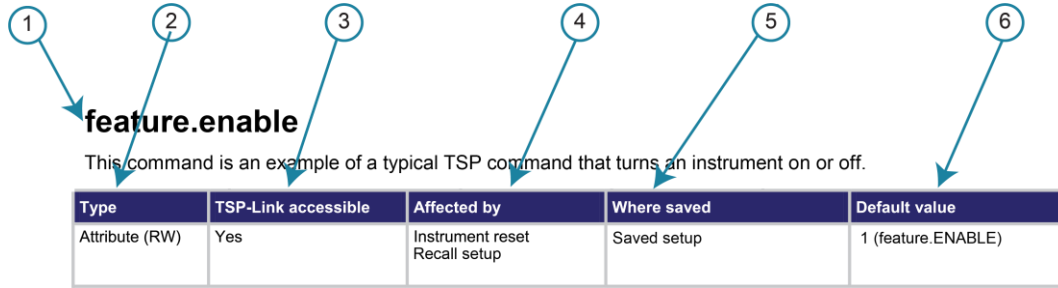 1 2 3 4 5 6
feature.enable
This command is an example of a typical TSP command that turns an instrument on or off.
Type TSP-Link accessible Affected by Where saved Default value
Attribute (RW) Yes Instrument reset Saved setup 1 (feature.ENABLE)
Recall setup